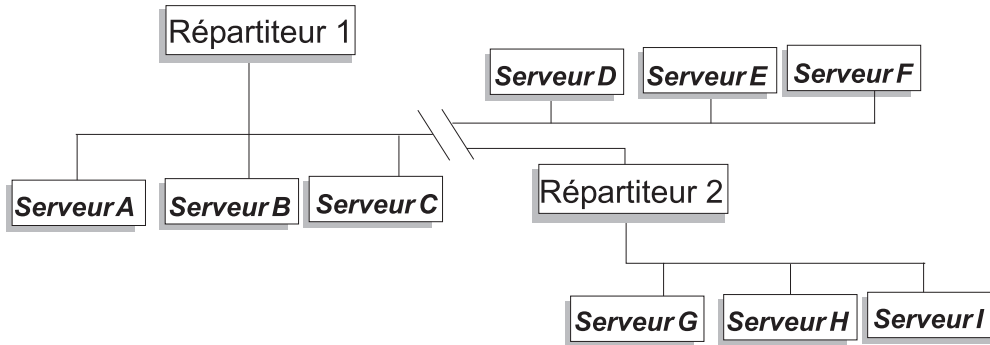 Répartiteur 1
Serveur D
Serveur E
Serveur F
Serveur A
Serveur B
Serveur C
Répartiteur 2
Serveur G
Serveur H
Serveur I